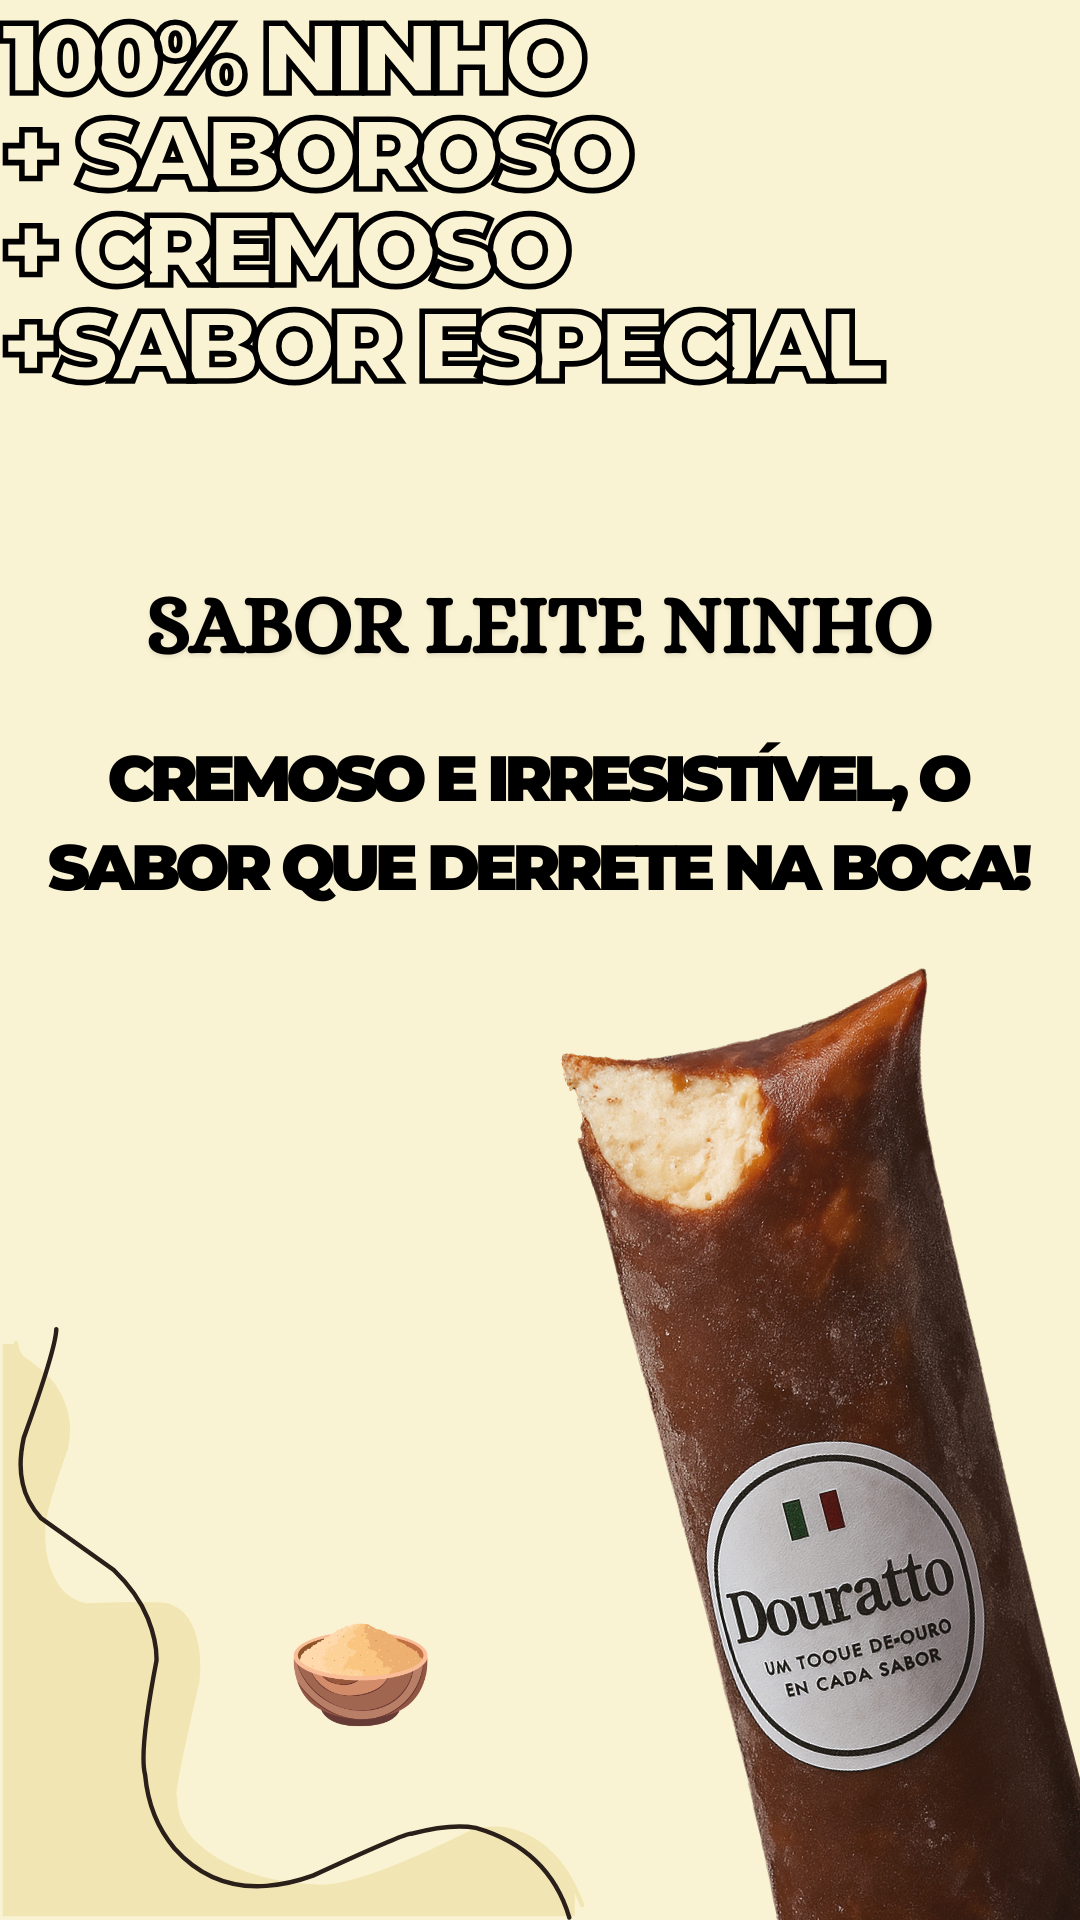 100% NINHO
+ SABOROSO
+ CREMOSO
+SABOR ESPECIAL
SABOR LEITE NINHO
CREMOSO E IRRESISTÍVEL, O
SABOR QUE DERRETE NA BOCA!
Douratto
UM TOQUE DE-OURO
EN CADA SABOR